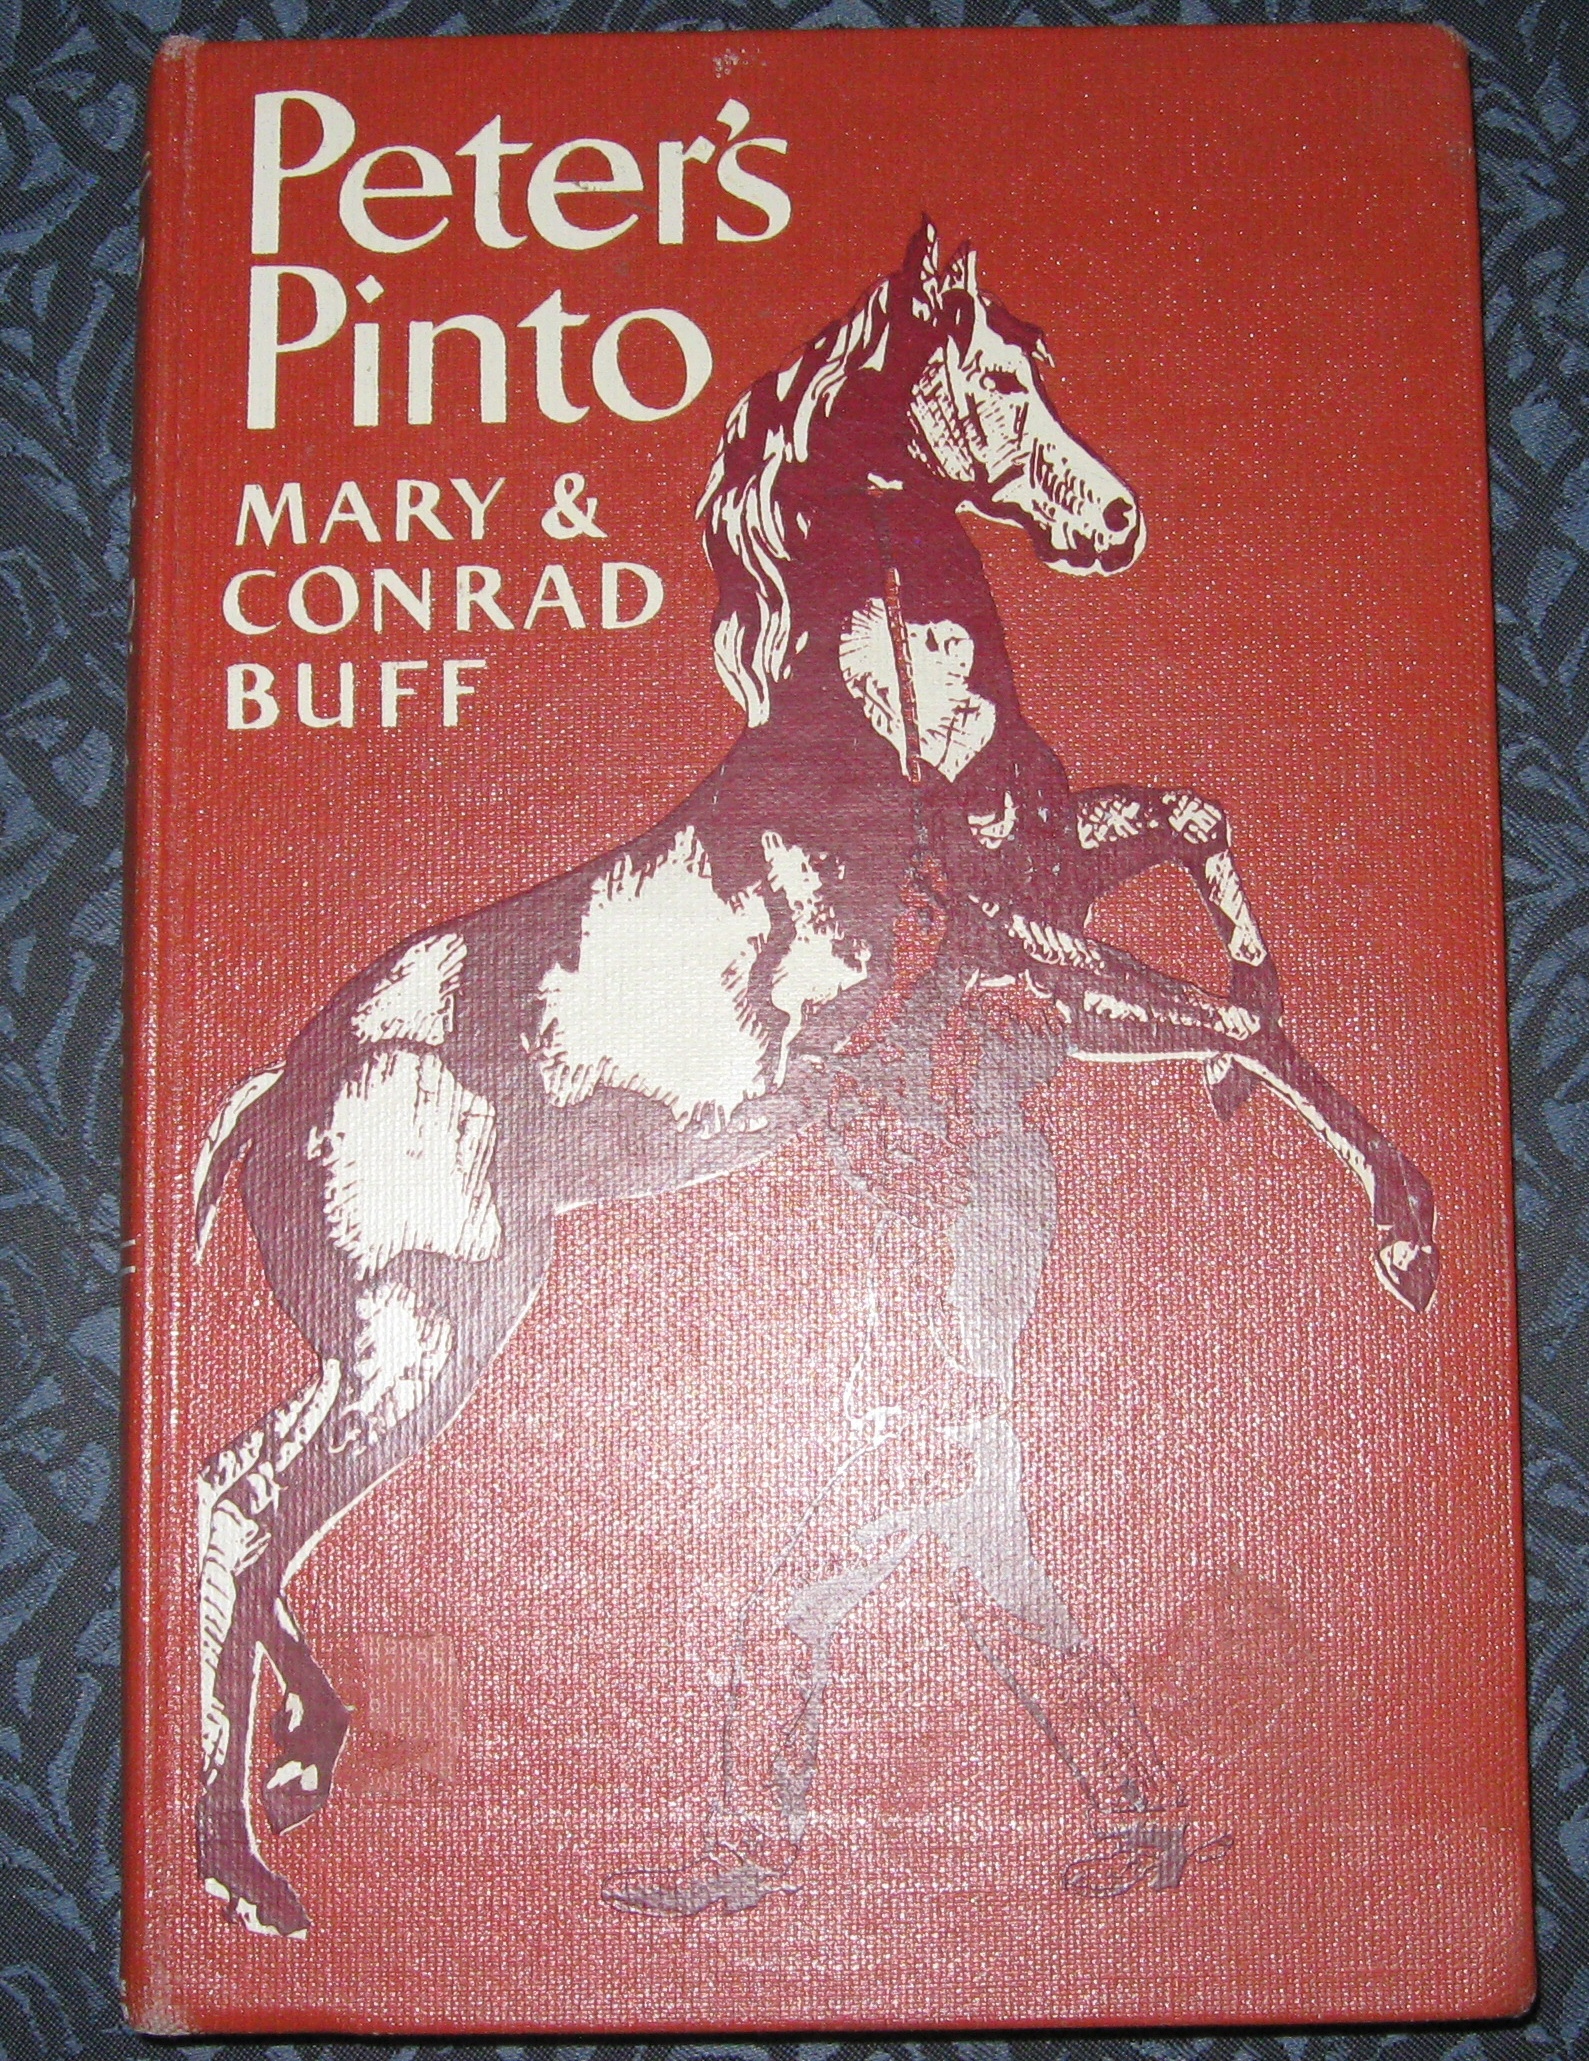 Peter's
Pinto
MARY &
CONRAD
BUFF